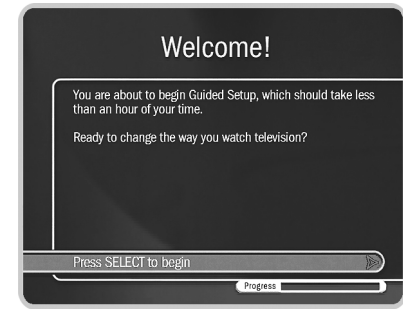 Welcome!
You are about to begin Guided Setup, which should take less
than an hour of your time.
Ready to change the way you watch television?
Press SELECT to begin
Progress